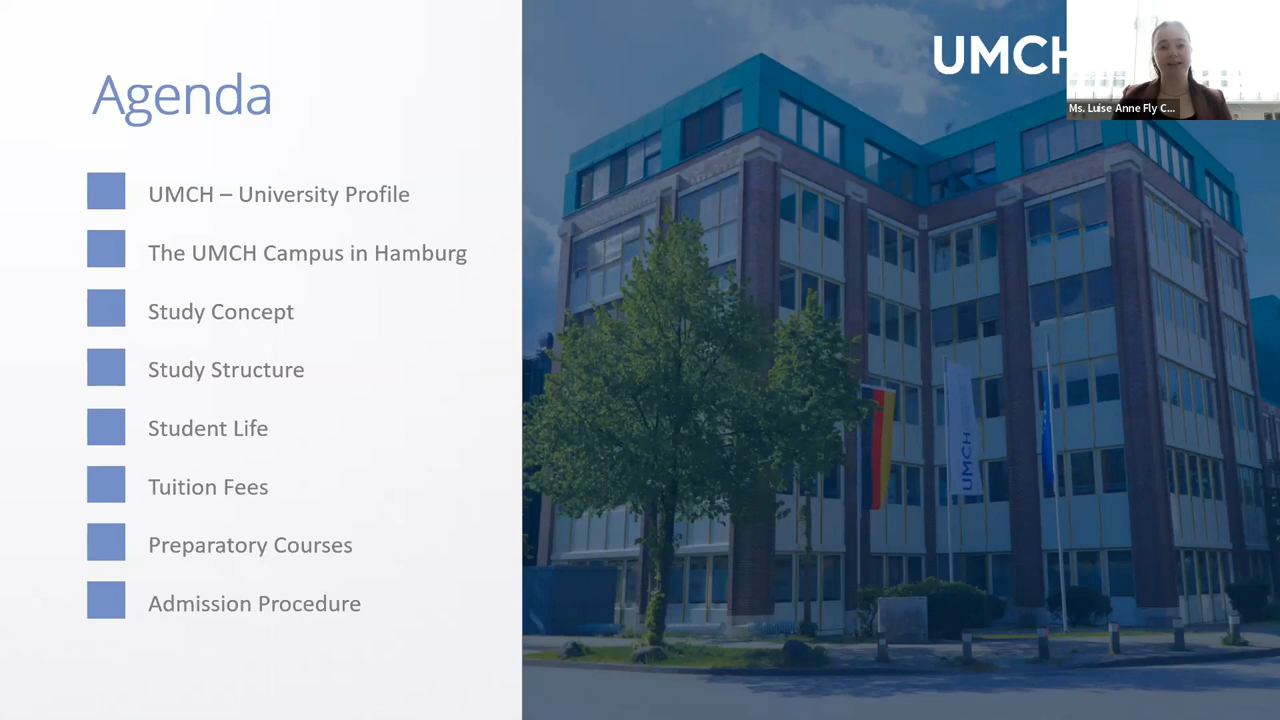 Agenda
UMCH – University Profile
The UMCH Campus in Hamburg
Study Concept
Study Structure
Student Life
Tuition Fees
Preparatory Courses
Admission Procedure
UMCH
Ms. Luise Anne Fly C...
UMCH